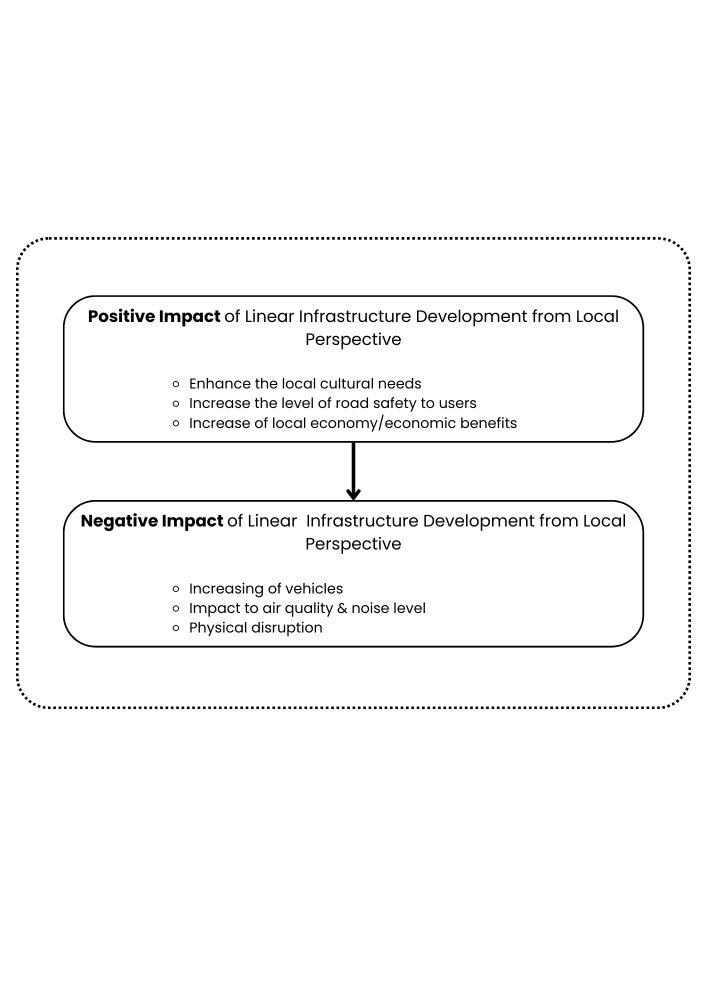 Positive Impact of Linear Infrastructure Development from Local
Perspective
Enhance the local cultural needs
Increase the level of road safety to users
Increase of local economy/economic benefits
Negative Impact of Linear  Infrastructure Development from Local
Perspective
Increasing of vehicles
Impact to air quality & noise level
Physical disruption